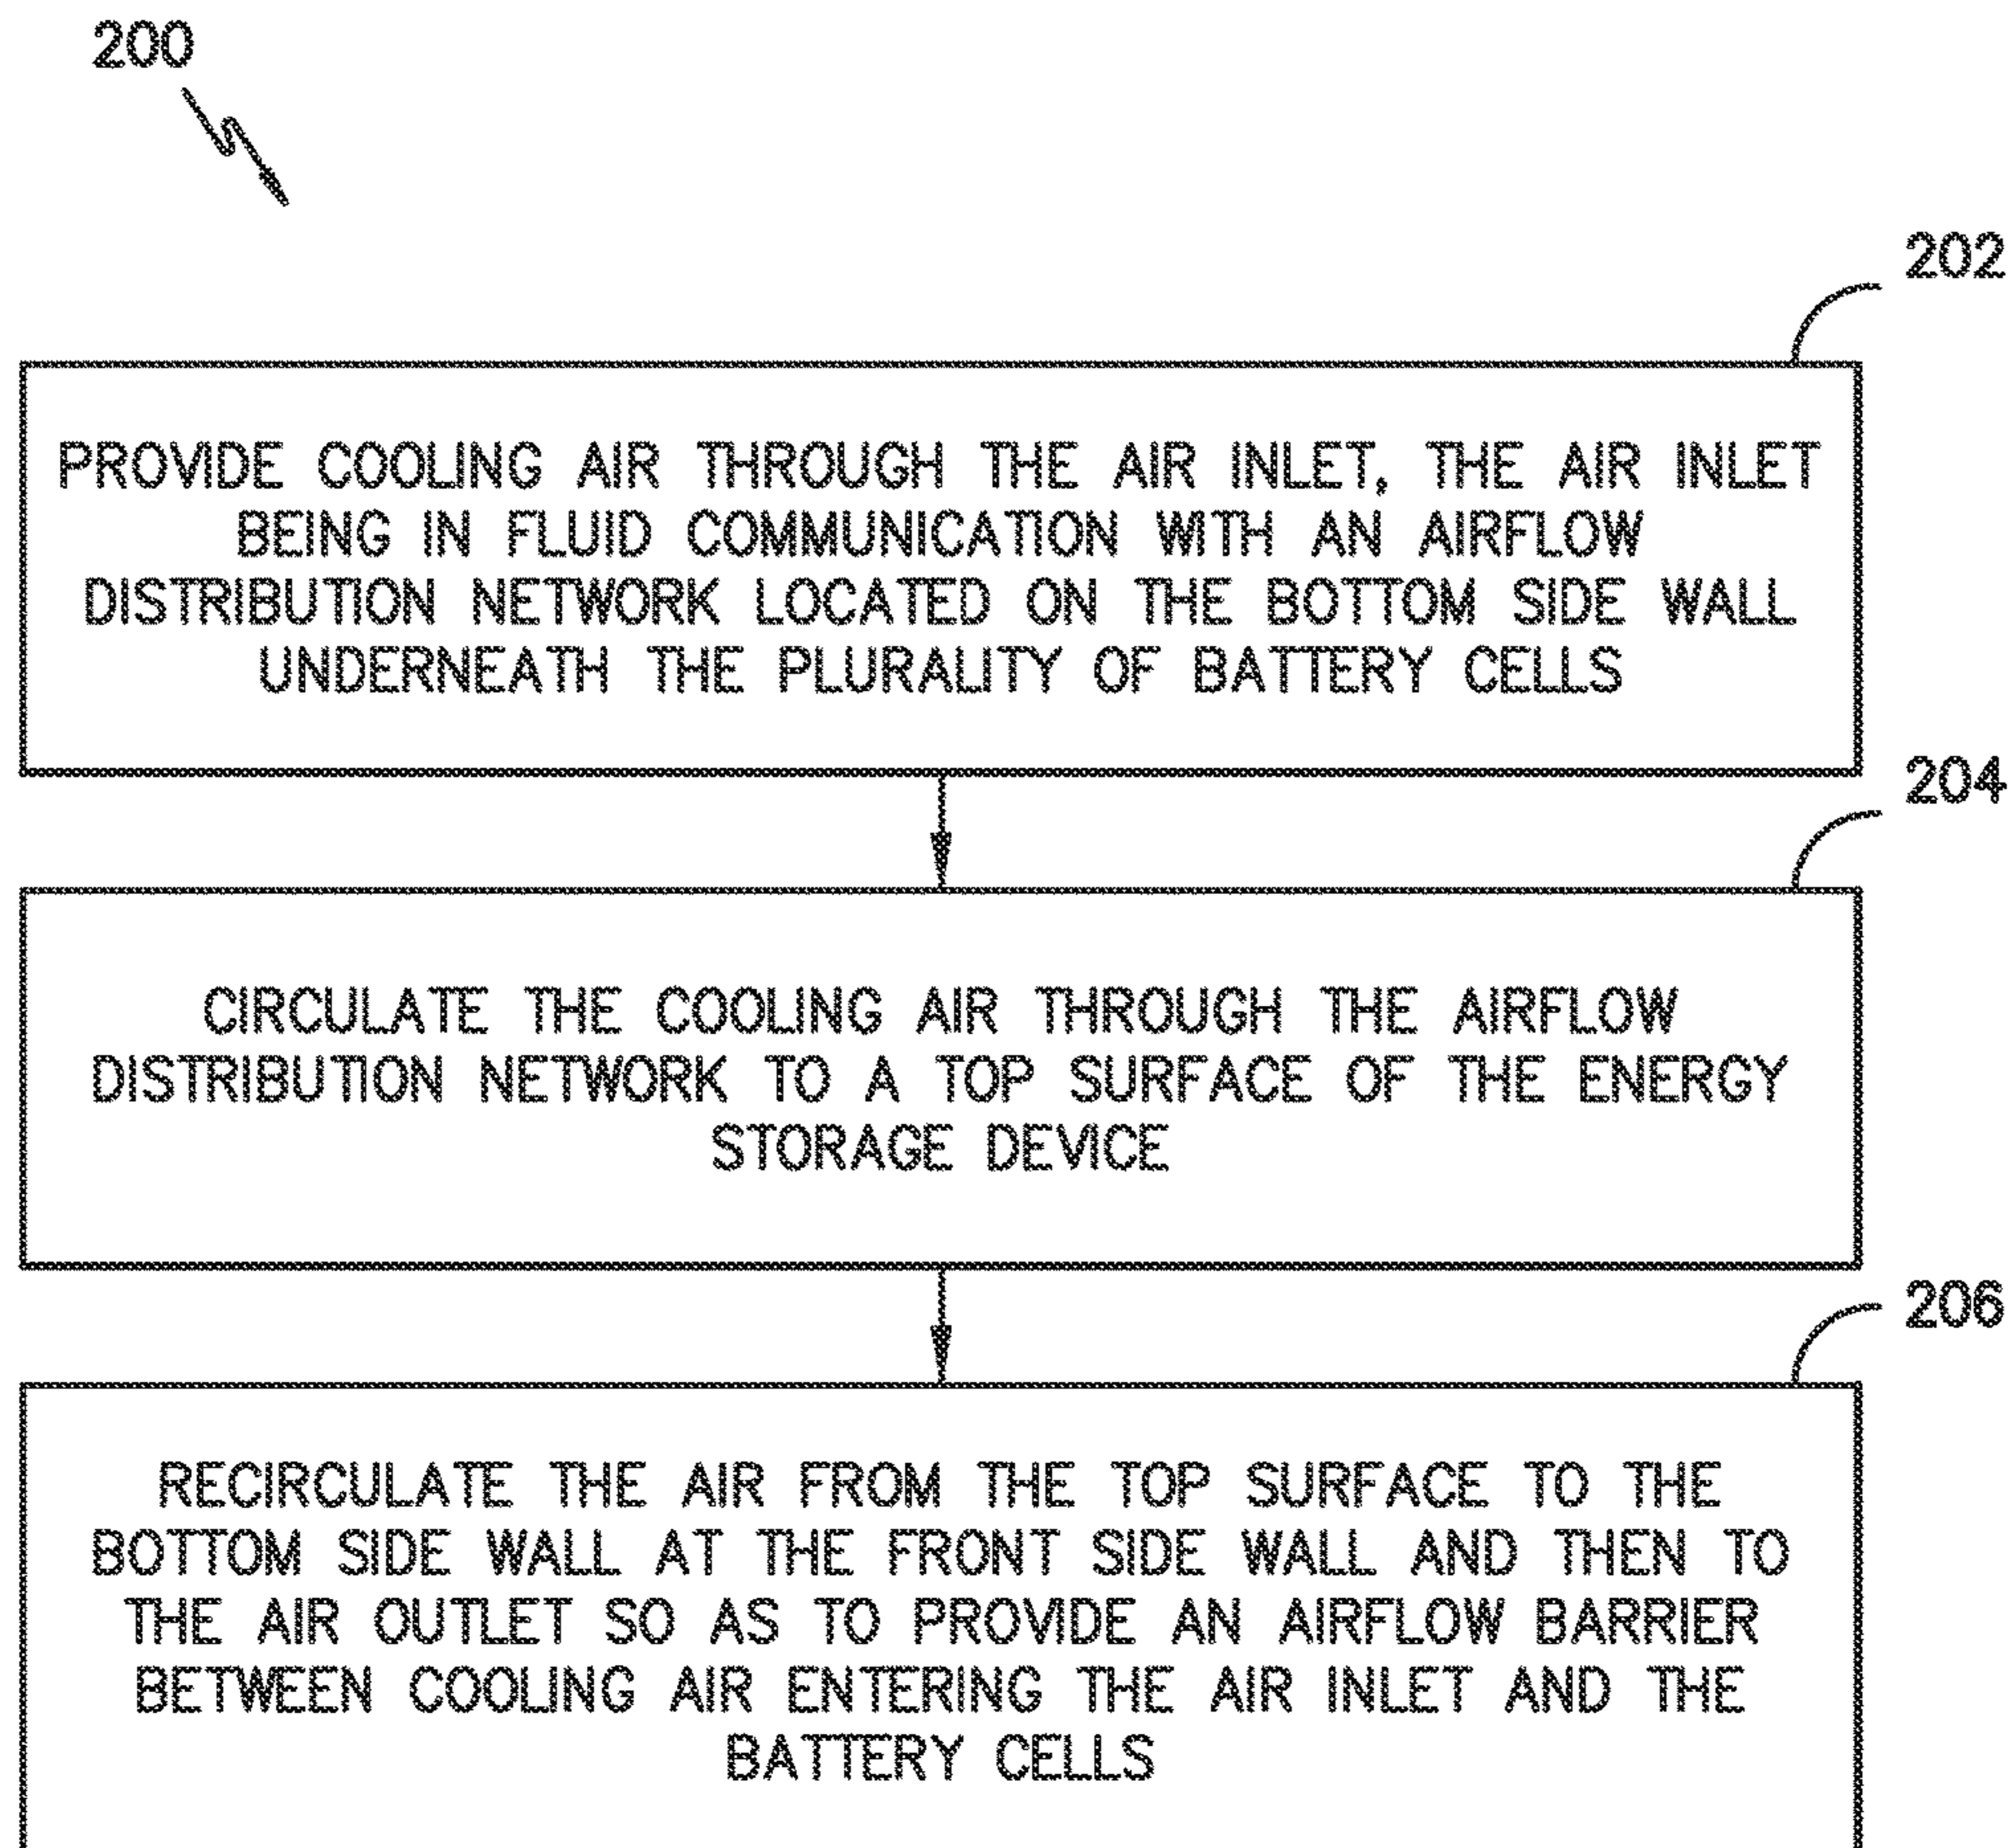 200
202
PROVIDE COOLING AIR THROUGH THE AIR INLET, THE AIR INLET
BEING IN FLUID COMMUNICATION WITH AN AIRFLOW
DISTRIBUTION NETWORK LOCATED ON THE BOTTOM SIDE WALL
UNDERNEATH THE PLURALITY OF BATTERY CELLS
204
CIRCULATE THE COOLING AIR THROUGH THE AIRFLOW
DISTRIBUTION NETWORK TO A TOP SURFACE OF THE ENERGY
STORAGE DEVICE
206
RECIRCULATE THE AIR FROM THE TOP SURFACE TO THE
BOTTOM SIDE WALL AT THE FRONT SIDE WALL AND THEN TO
THE AIR OUTLET SO AS TO PROVIDE AN AIRFLOW BARRIER
BETWEEN COOLING AIR ENTERING THE AIR INLET AND THE
BATTERY CELLS